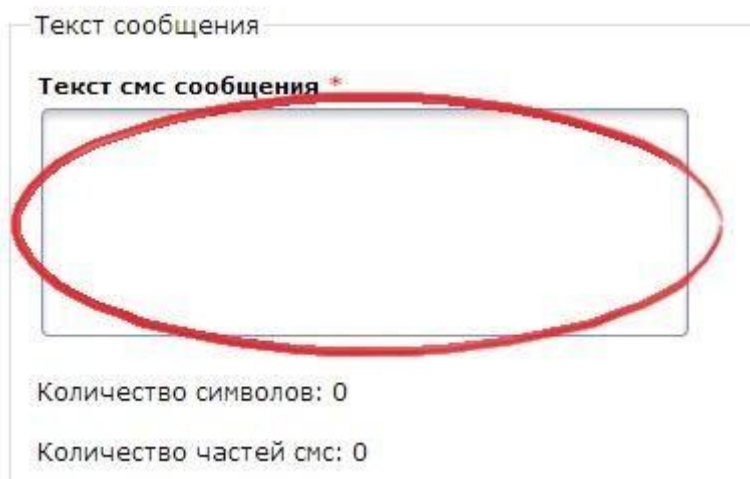 Текст сообщения
Текст смс сообщения *
Количество символов: 0
Количество частей смс: 0